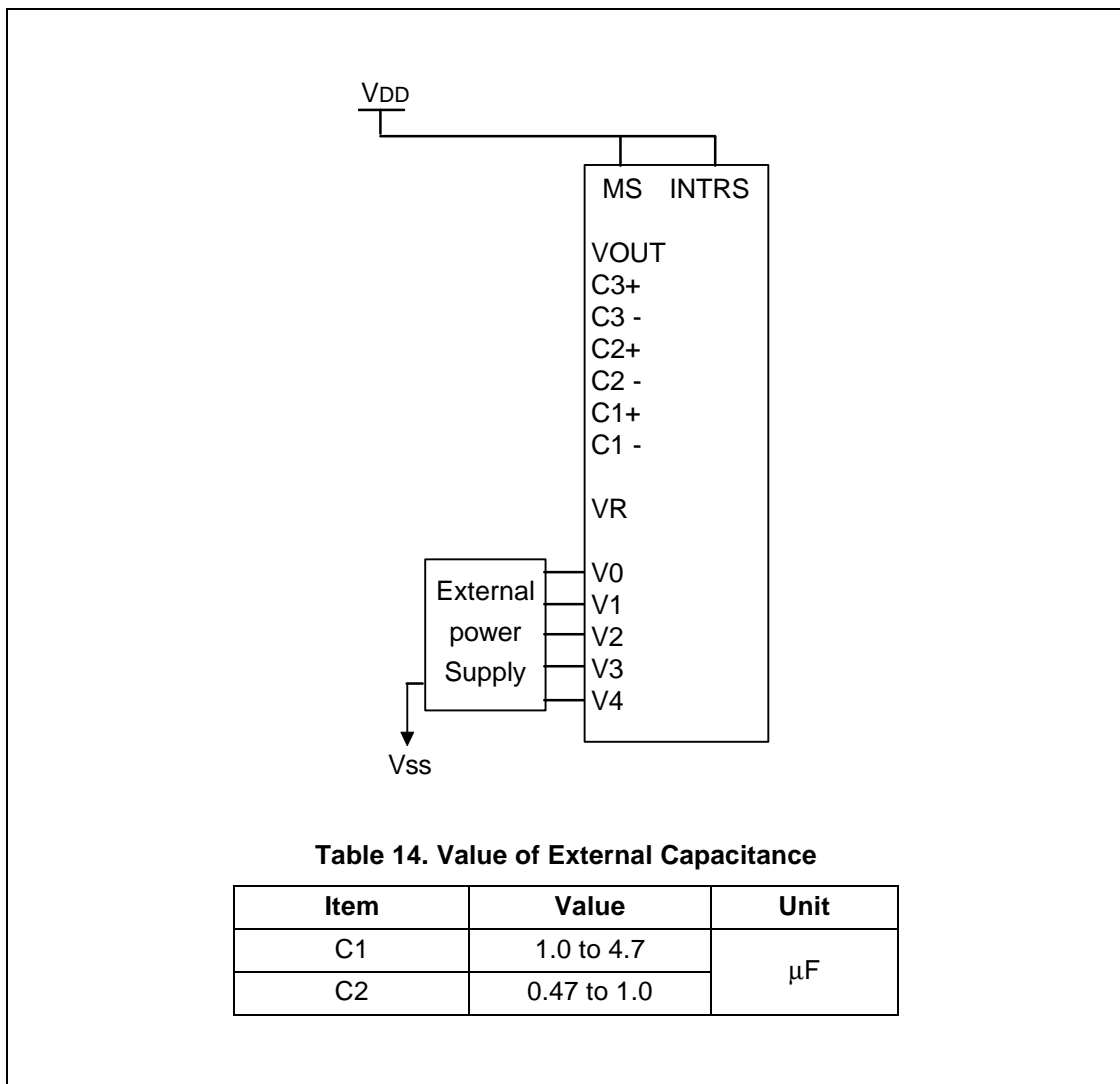 VDD
MS INTRS
VOUT
C3+
C3 -
C2+
C2 -
C1+
C1 -
VR
External
power
Supply
V0
V1
V2
V3
V4
Vss
Table 14. Value of External Capacitance
Item Value Unit
C1 1.0 to 4.7 μF
C2 0.47 to 1.0